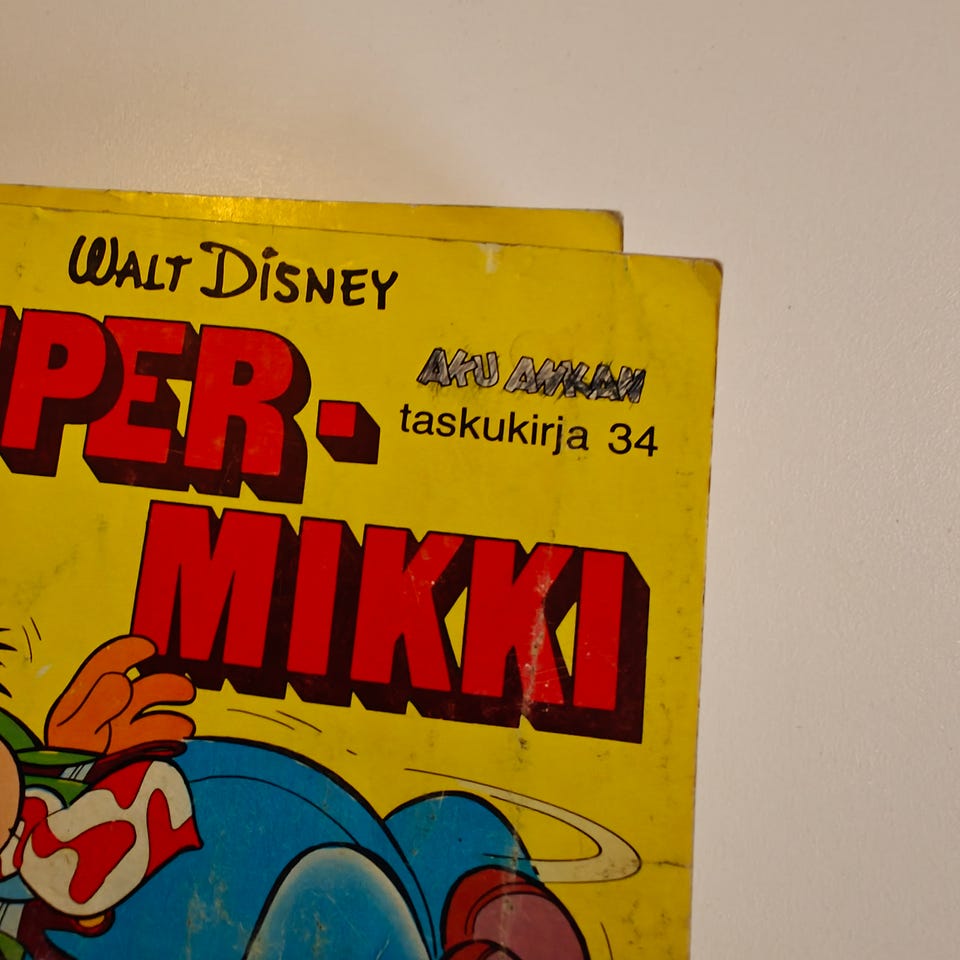 WALT DISNEY
PER-
AKU ANKAN
taskukirja 34
MIKKI